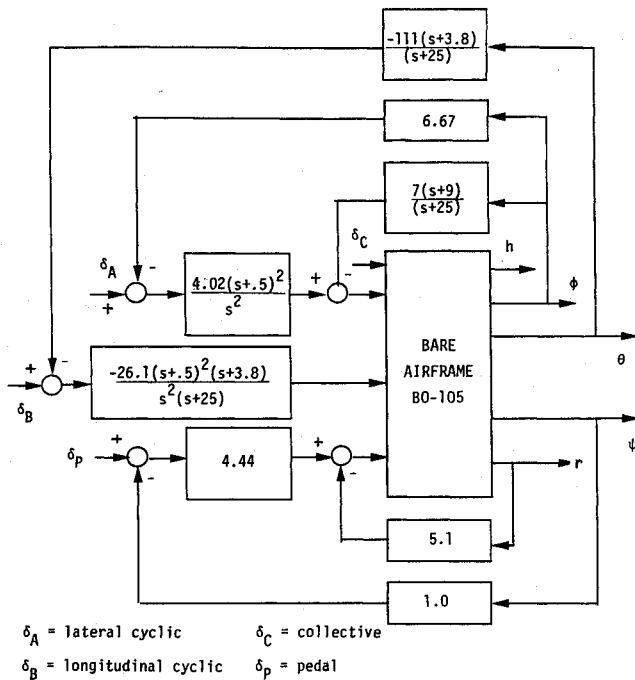 -111(s+3.8)
(s+25)
6.67
7(s+9)
(s+25)
δC
h
δA
-
+
4.02(s+.5)²
s²
+
-
ϕ
BARE
AIRFRAME
BO-105
θ
+
-
δB
-26.1(s+.5)²(s+3.8)
s²(s+25)
δP
+
-
4.44
+
-
ψ
r
5.1
1.0
δA = lateral cyclic δC = collective
δB = longitudinal cyclic δP = pedal